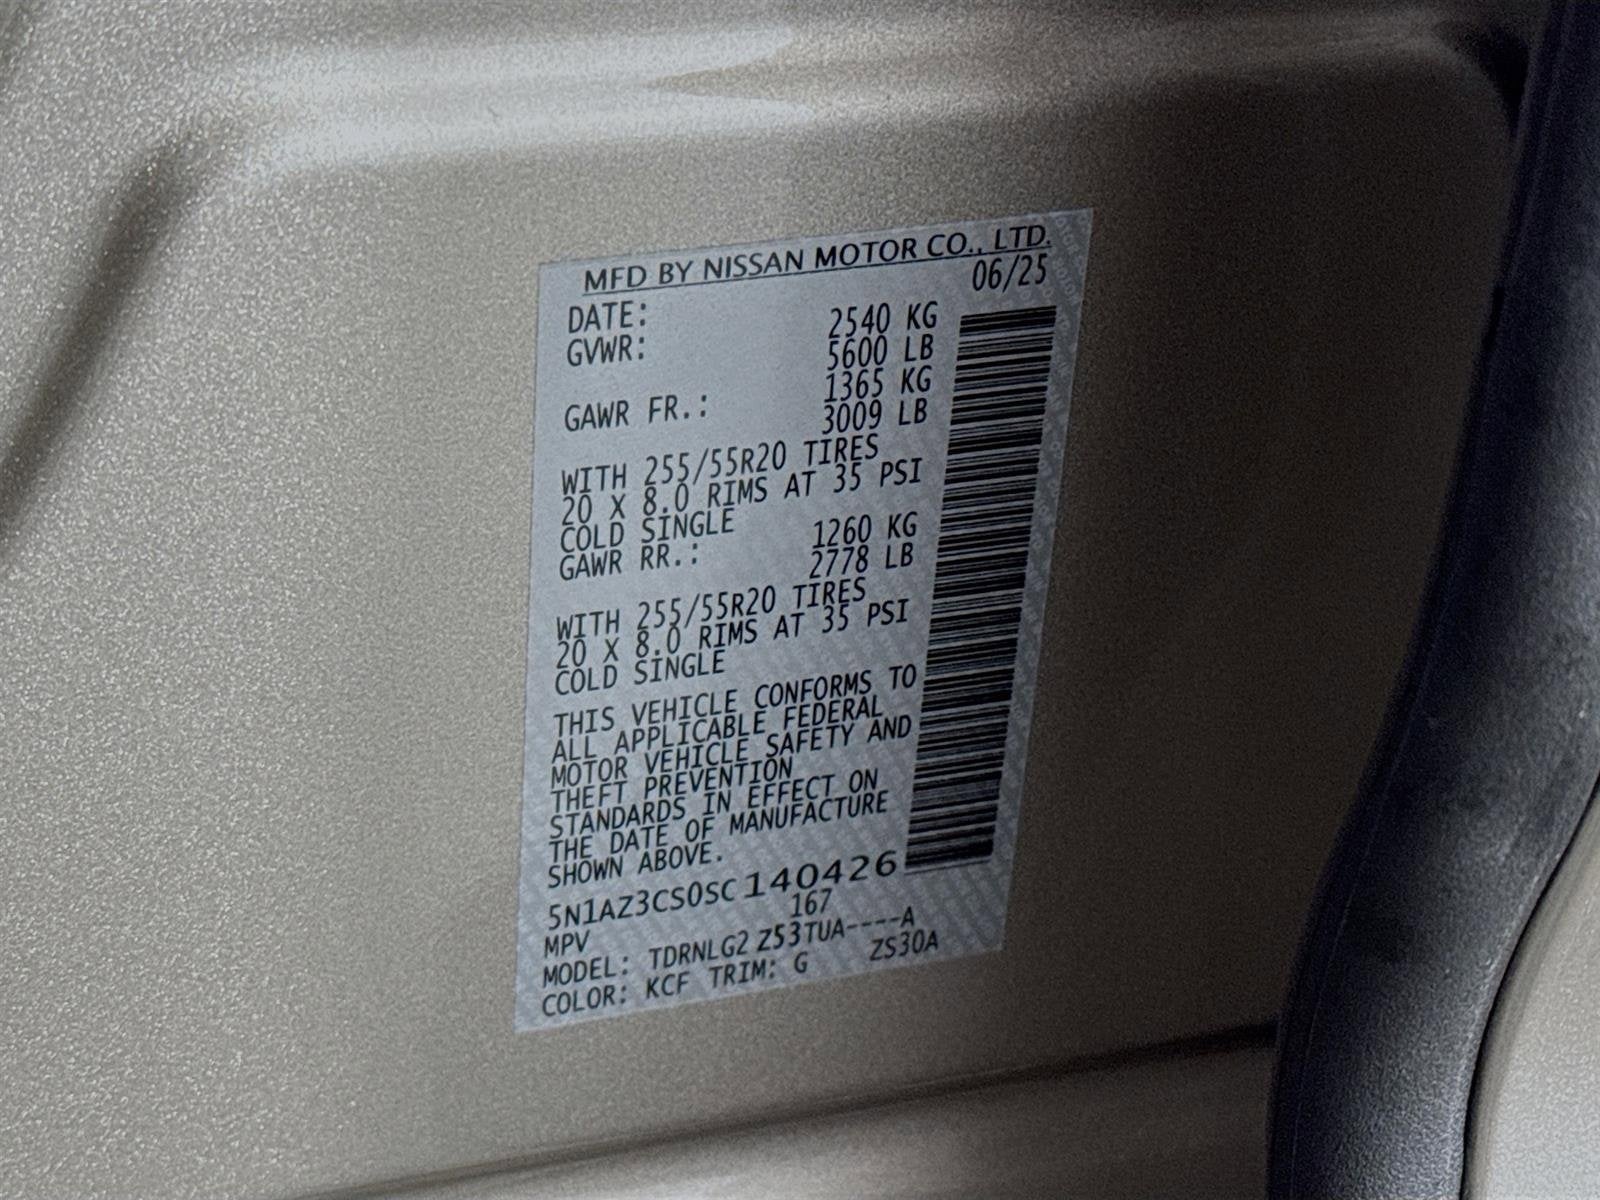 MFD BY NISSAN MOTOR CO., LTD.
DATE: 06/25
GVWR: 2540 KG
5600 LB
GAWR FR.: 1365 KG
3009 LB
WITH 255/55R20 TIRES
20 X 8.0 RIMS AT 35 PSI
COLD SINGLE
GAWR RR.: 1260 KG
2778 LB
WITH 255/55R20 TIRES
20 X 8.0 RIMS AT 35 PSI
COLD SINGLE
THIS VEHICLE CONFORMS TO
ALL APPLICABLE FEDERAL
MOTOR VEHICLE SAFETY AND
THEFT PREVENTION
STANDARDS IN EFFECT ON
THE DATE OF MANUFACTURE
SHOWN ABOVE.
5N1AZ3CS0SC140426
MPV 167
MODEL: TDRNLG2 Z53TUA----A
COLOR: KCF TRIM: G ZS30A